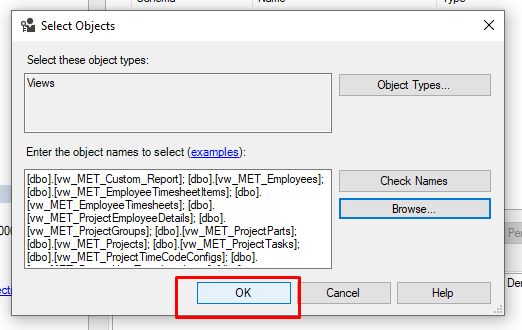 Name
Type
Select Objects
Select these object types:
Views
Object Types...
Enter the object names to select (examples):
[dbo].[vw_MET_Custom_Report]; [dbo].[vw_MET_Employees];
[dbo].[vw_MET_EmployeeTimesheetItems]; [dbo].
[vw_MET_EmployeeTimesheets]; [dbo].
[vw_MET_ProjectEmployeeDetails]; [dbo].
[vw_MET_ProjectGroups]; [dbo].[vw_MET_ProjectParts];
[dbo].[vw_MET_Projects]; [dbo].[vw_MET_ProjectTasks];
[dbo].[vw_MET_ProjectTimeCodeConfigs]; [dbo].
Check Names
Browse...
OK
Cancel
Help